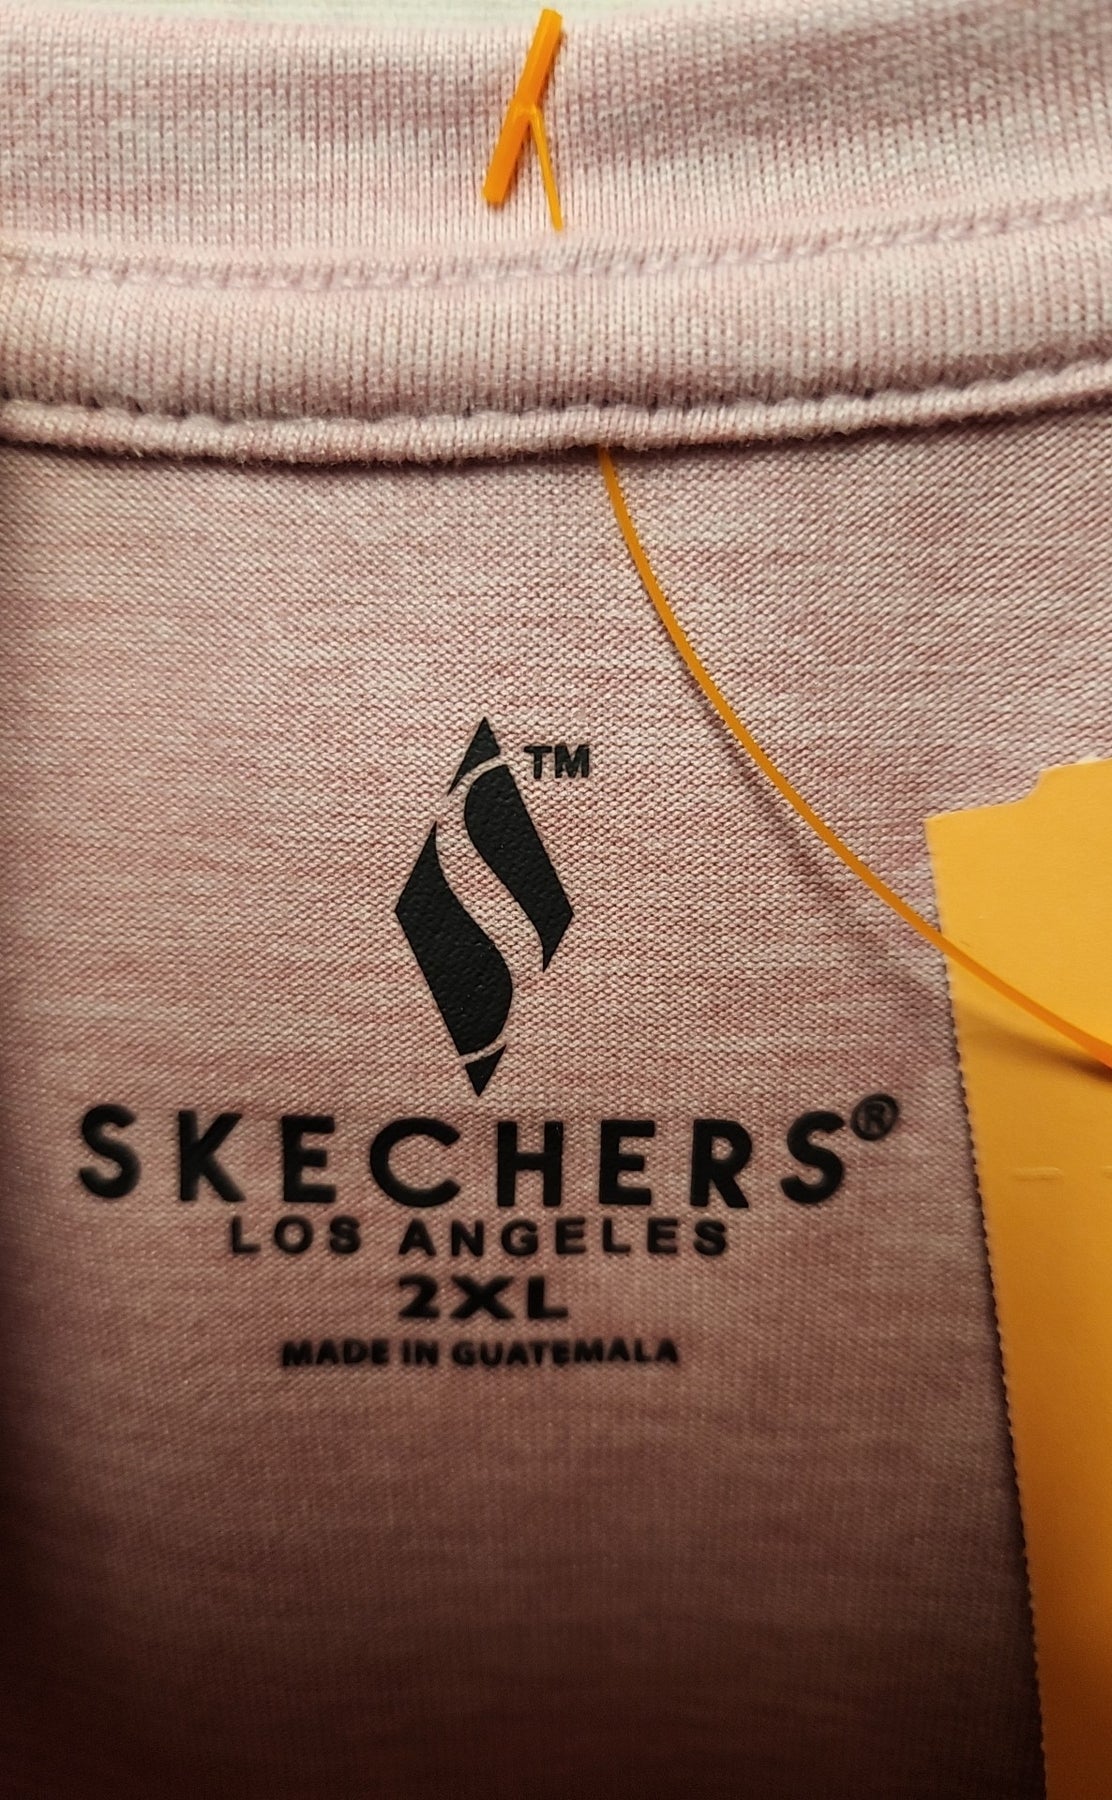 TM
SKECHERS®
LOS ANGELES
2XL
MADE IN GUATEMALA